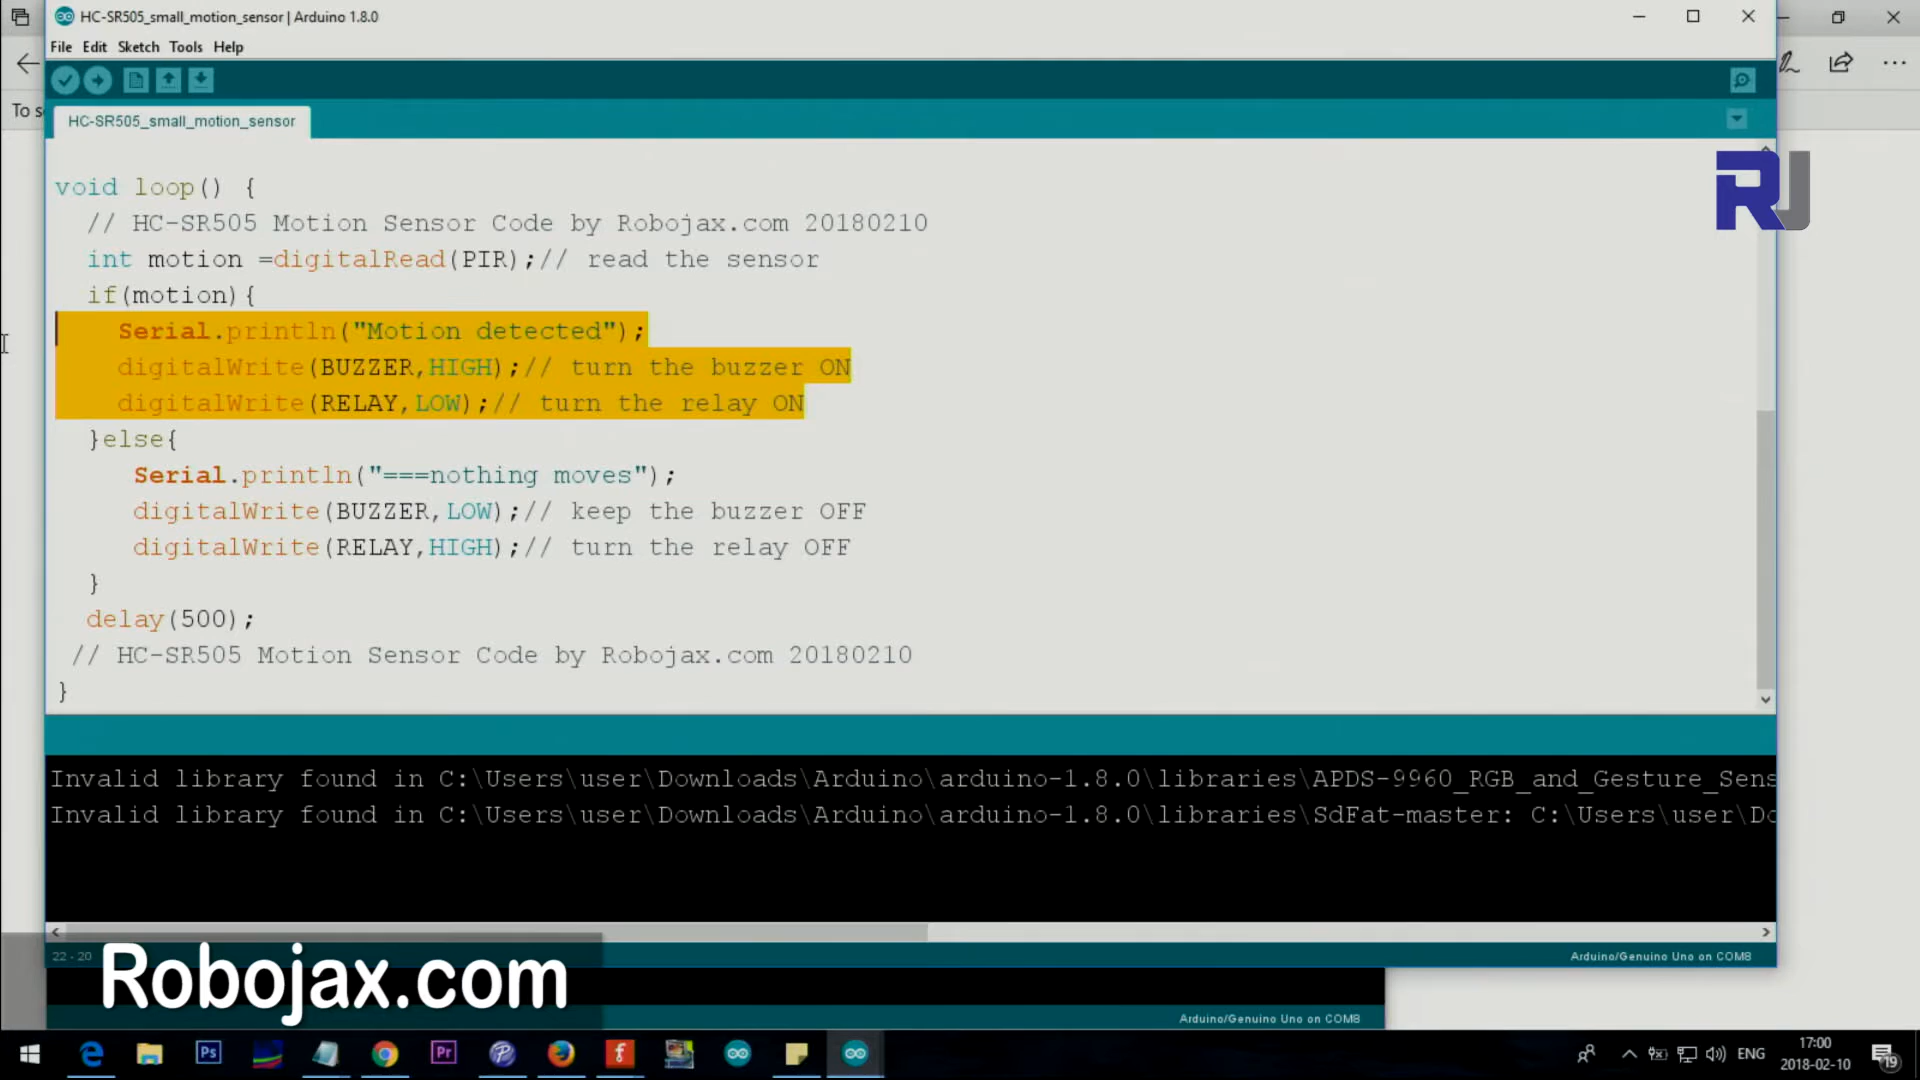 HC-SR505_small_motion_sensor | Arduino 1.8.0
File Edit Sketch Tools Help
To s
HC-SR505_small_motion_sensor
RJ
void loop() {
// HC-SR505 Motion Sensor Code by Robojax.com 20180210
int motion =digitalRead(PIR);// read the sensor
if(motion){
Serial.println("Motion detected");
digitalWrite(BUZZER,HIGH);// turn the buzzer ON
digitalWrite(RELAY,LOW);// turn the relay ON
}else{
Serial.println("===nothing moves");
digitalWrite(BUZZER,LOW);// keep the buzzer OFF
digitalWrite(RELAY,HIGH);// turn the relay OFF
}
delay(500);
// HC-SR505 Motion Sensor Code by Robojax.com 20180210
}
Invalid library found in C:\Users\user\Downloads\Arduino\arduino-1.8.0\libraries\APDS-9960_RGB_and_Gesture_Sens
Invalid library found in C:\Users\user\Downloads\Arduino\arduino-1.8.0\libraries\SdFat-master: C:\Users\user\Do
22 - 20
Arduino/Genuino Uno on COM8
Robojax.com
Arduino/Genuino Uno on COM8
Ps
Pr
ENG
17:00
2018-02-10
19